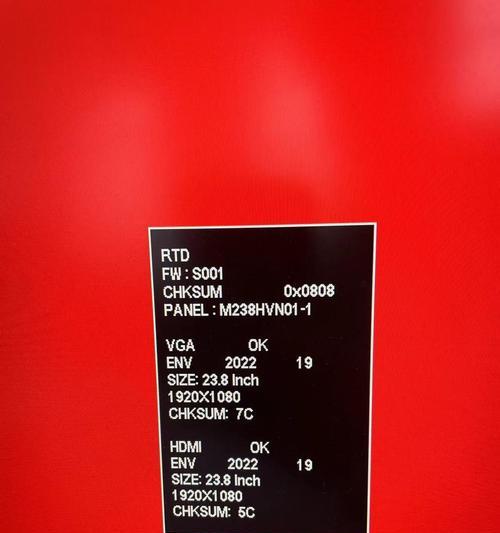 RTD
FW : S001
CHKSUM 0x0808
PANEL : M238HVN01-1
VGA OK
ENV 2022 19
SIZE: 23.8 Inch
1920X1080
CHKSUM: 7C
HDMI OK
ENV 2022 19
SIZE: 23.8 Inch
1920X1080
CHKSUM: 5C